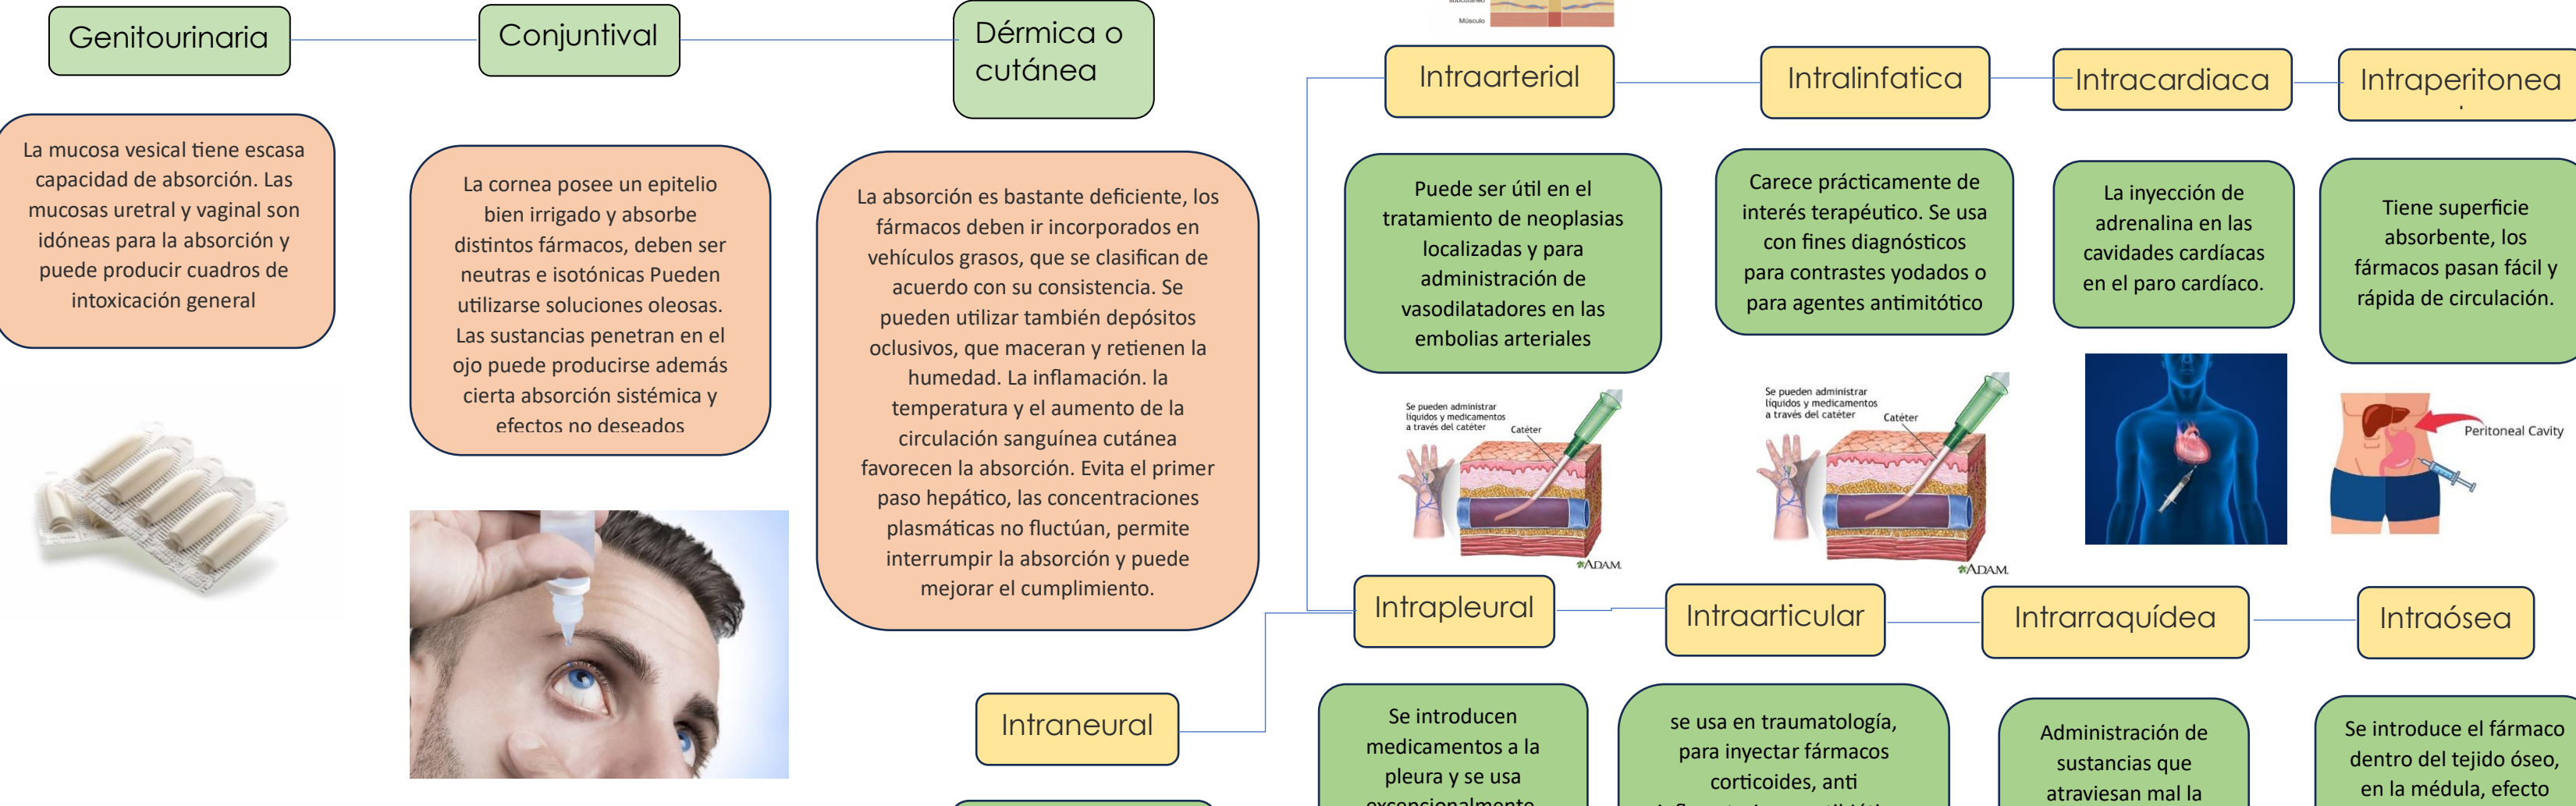 Músculo
Genitourinaria
Conjuntival
Dérmica o
cutánea
Intraarterial
Intralinfatica
Intracardiaca
Intraperitonea
La mucosa vesical tiene escasa
capacidad de absorción. Las
mucosas uretral y vaginal son
idóneas para la absorción y
puede producir cuadros de
intoxicación general
La cornea posee un epitelio
bien irrigado y absorbe
distintos fármacos, deben ser
neutras e isotónicas Pueden
utilizarse soluciones oleosas.
Las sustancias penetran en el
ojo puede producirse además
cierta absorción sistémica y
efectos no deseados
La absorción es bastante deficiente, los
fármacos deben ir incorporados en
vehículos grasos, que se clasifican de
acuerdo con su consistencia. Se
pueden utilizar también depósitos
oclusivos, que maceran y retienen la
humedad. La inflamación. la
temperatura y el aumento de la
circulación sanguínea cutánea
favorecen la absorción. Evita el primer
paso hepático, las concentraciones
plasmáticas no fluctúan, permite
interrumpir la absorción y puede
mejorar el cumplimiento.
Puede ser útil en el
tratamiento de neoplasias
localizadas y para
administración de
vasodilatadores en las
embolias arteriales
Carece prácticamente de
interés terapéutico. Se usa
con fines diagnósticos
para contrastes yodados o
para agentes antimitótico
La inyección de
adrenalina en las
cavidades cardíacas
en el paro cardíaco.
Tiene superficie
absorbente, los
fármacos pasan fácil y
rápida de circulación.
Se pueden administrar
líquidos y medicamentos
a través del catéter
Catéter
ADAM.
Se pueden administrar
líquidos y medicamentos
a través del catéter
Catéter
ADAM.
Peritoneal Cavity
Intrapleural
Intraarticular
Intrarraquídea
Intraósea
Intraneural
Se introducen
medicamentos a la
pleura y se usa
excepcionalmente
se usa en traumatología,
para inyectar fármacos
corticoides, anti
Administración de
sustancias que
atraviesan mal la
Se introduce el fármaco
dentro del tejido óseo,
en la médula, efecto